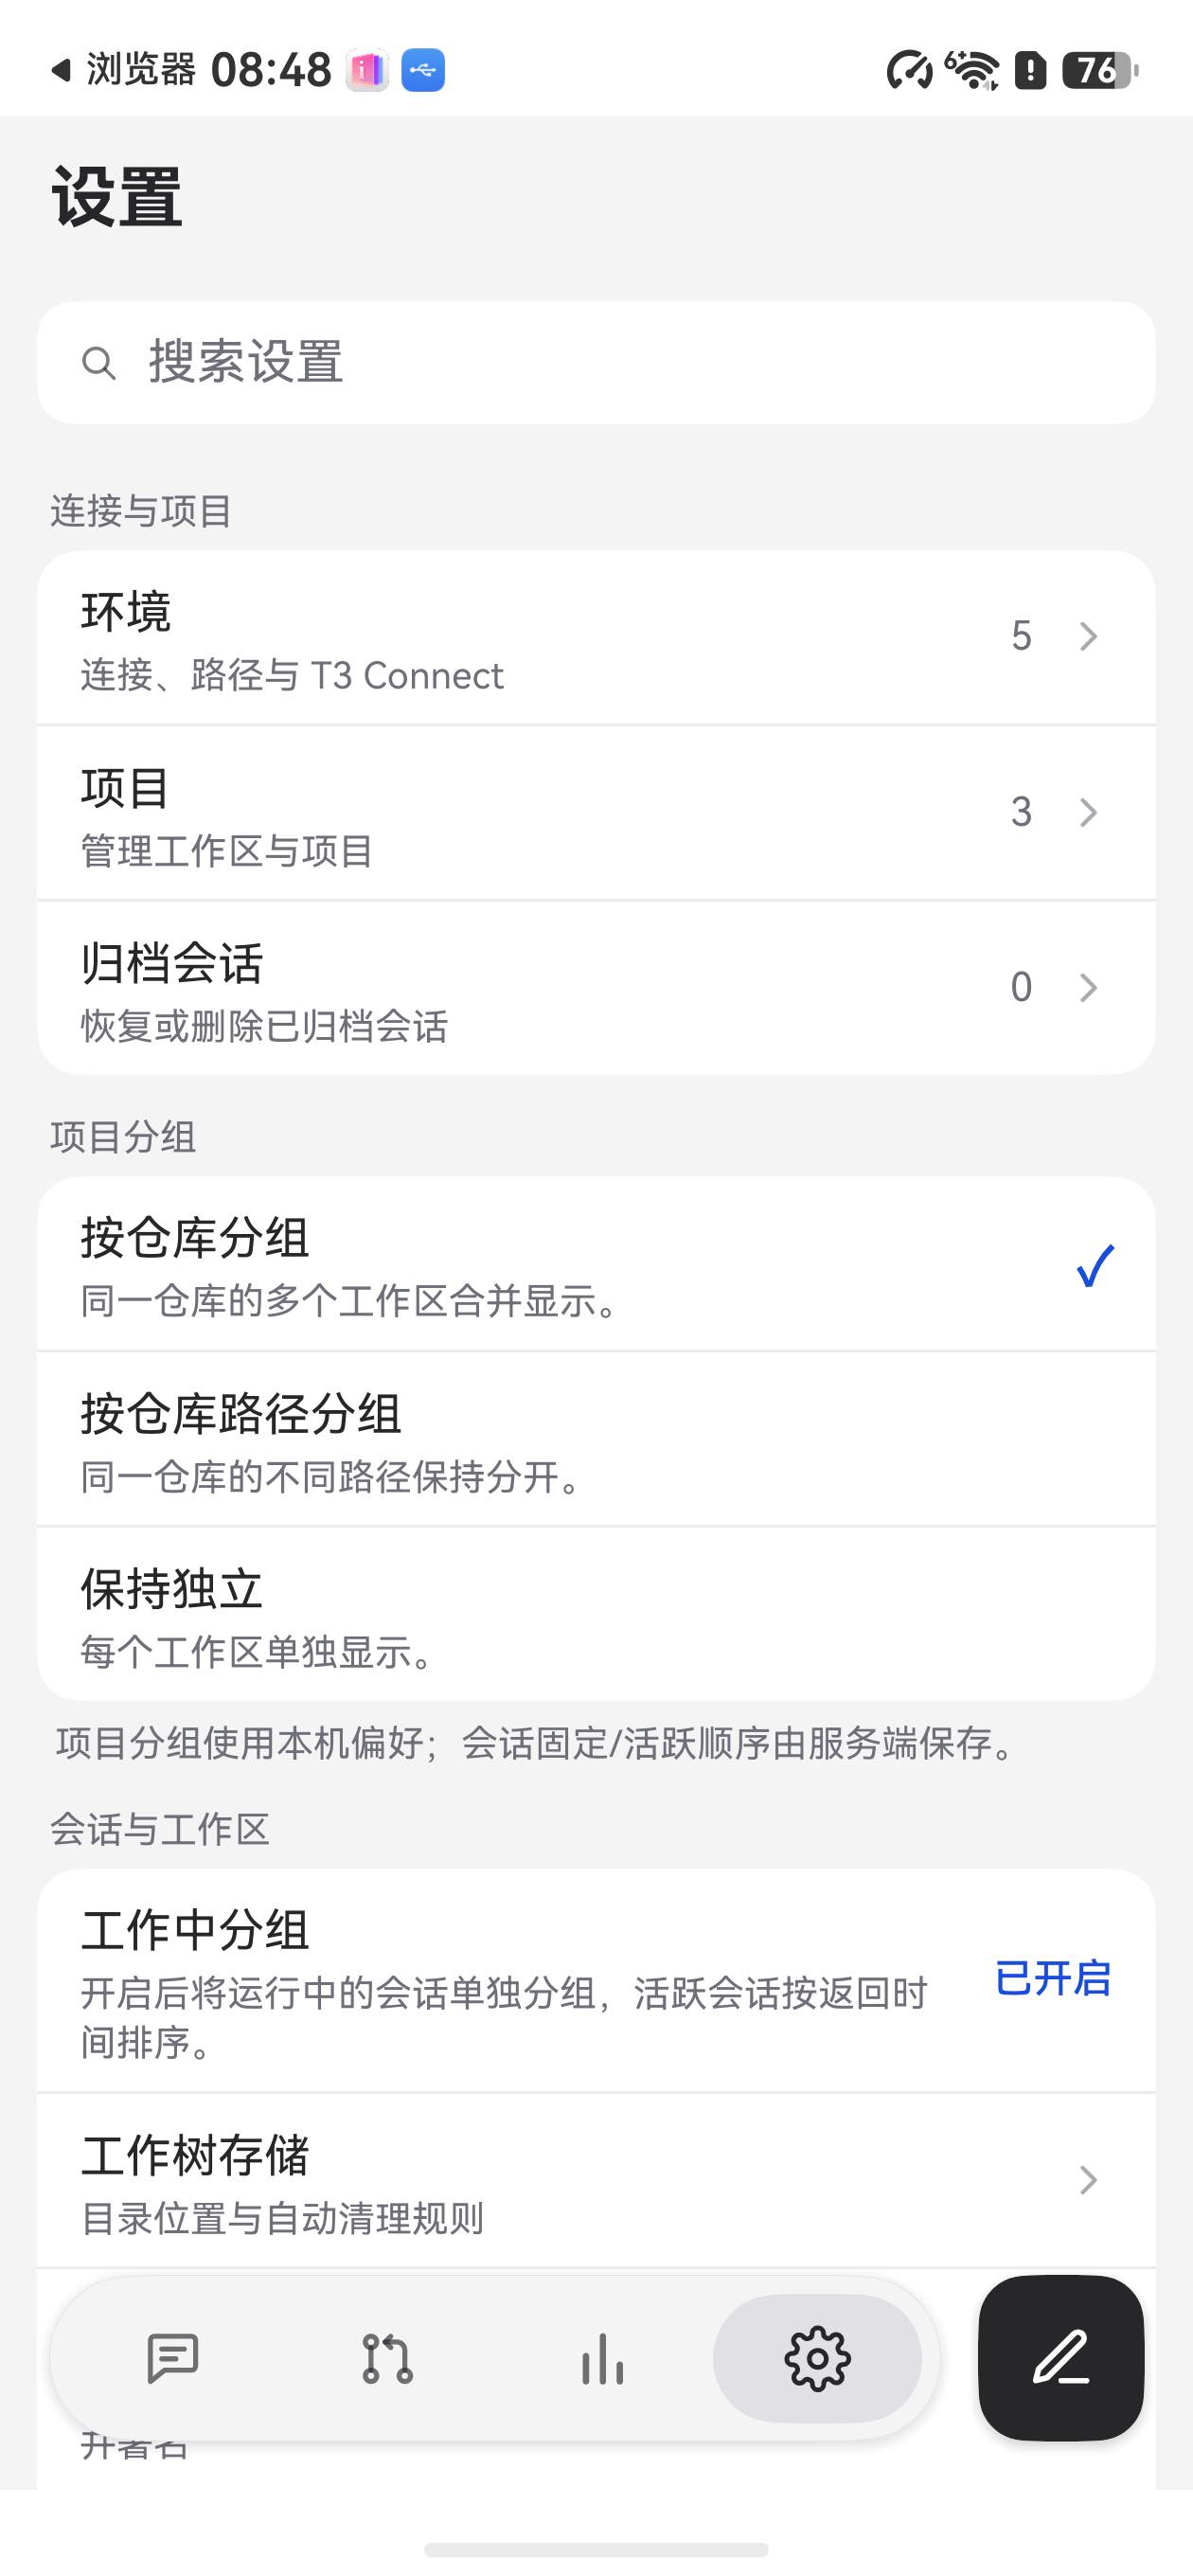 浏览器 08:48
6+
76
设置
搜索设置
连接与项目
环境
连接、路径与 T3 Connect
5
项目
管理工作区与项目
3
归档会话
恢复或删除已归档会话
0
项目分组
按仓库分组
同一仓库的多个工作区合并显示。
按仓库路径分组
同一仓库的不同路径保持分开。
保持独立
每个工作区单独显示。
项目分组使用本机偏好；会话固定/活跃顺序由服务端保存。
会话与工作区
工作中分组
开启后将运行中的会话单独分组，活跃会话按返回时
间排序。
已开启
工作树存储
目录位置与自动清理规则